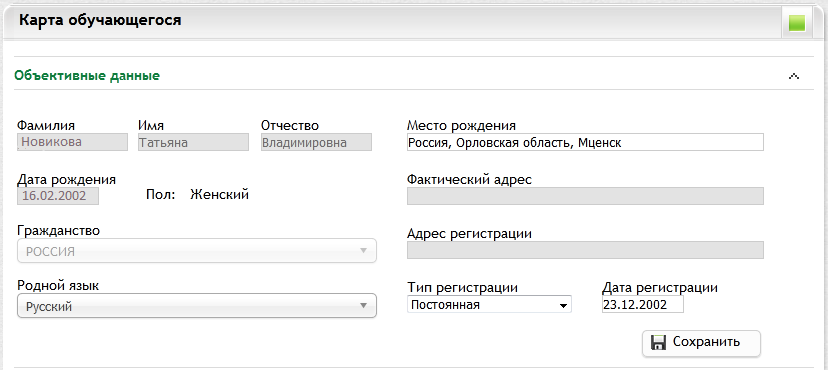 Карта обучающегося
Объективные данные
Фамилия Имя Отчество Место рождения
Новикова Татьяна Владимировна Россия, Орловская область, Мценск
Дата рождения Фактический адрес
16.02.2002 Пол: Женский
Гражданство Адрес регистрации
РОССИЯ
Родной язык Тип регистрации Дата регистрации
Русский Постоянная 23.12.2002
Сохранить